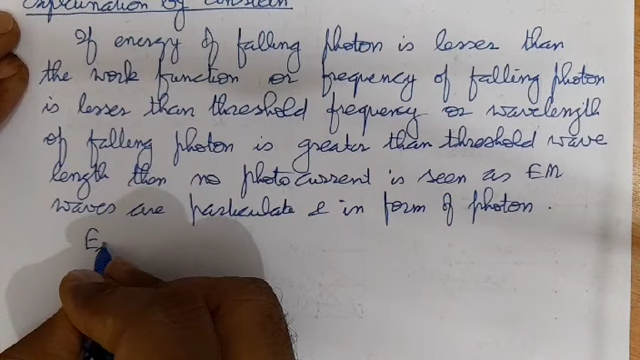 Explanation by Einstein
If energy of falling photon is lesser than
the work function or frequency of falling photon
is lesser than threshold frequency or wavelength
of falling photon is greater than threshold wave
length then no photocurrent is seen as EM
waves are particulate & in form of photon.
E